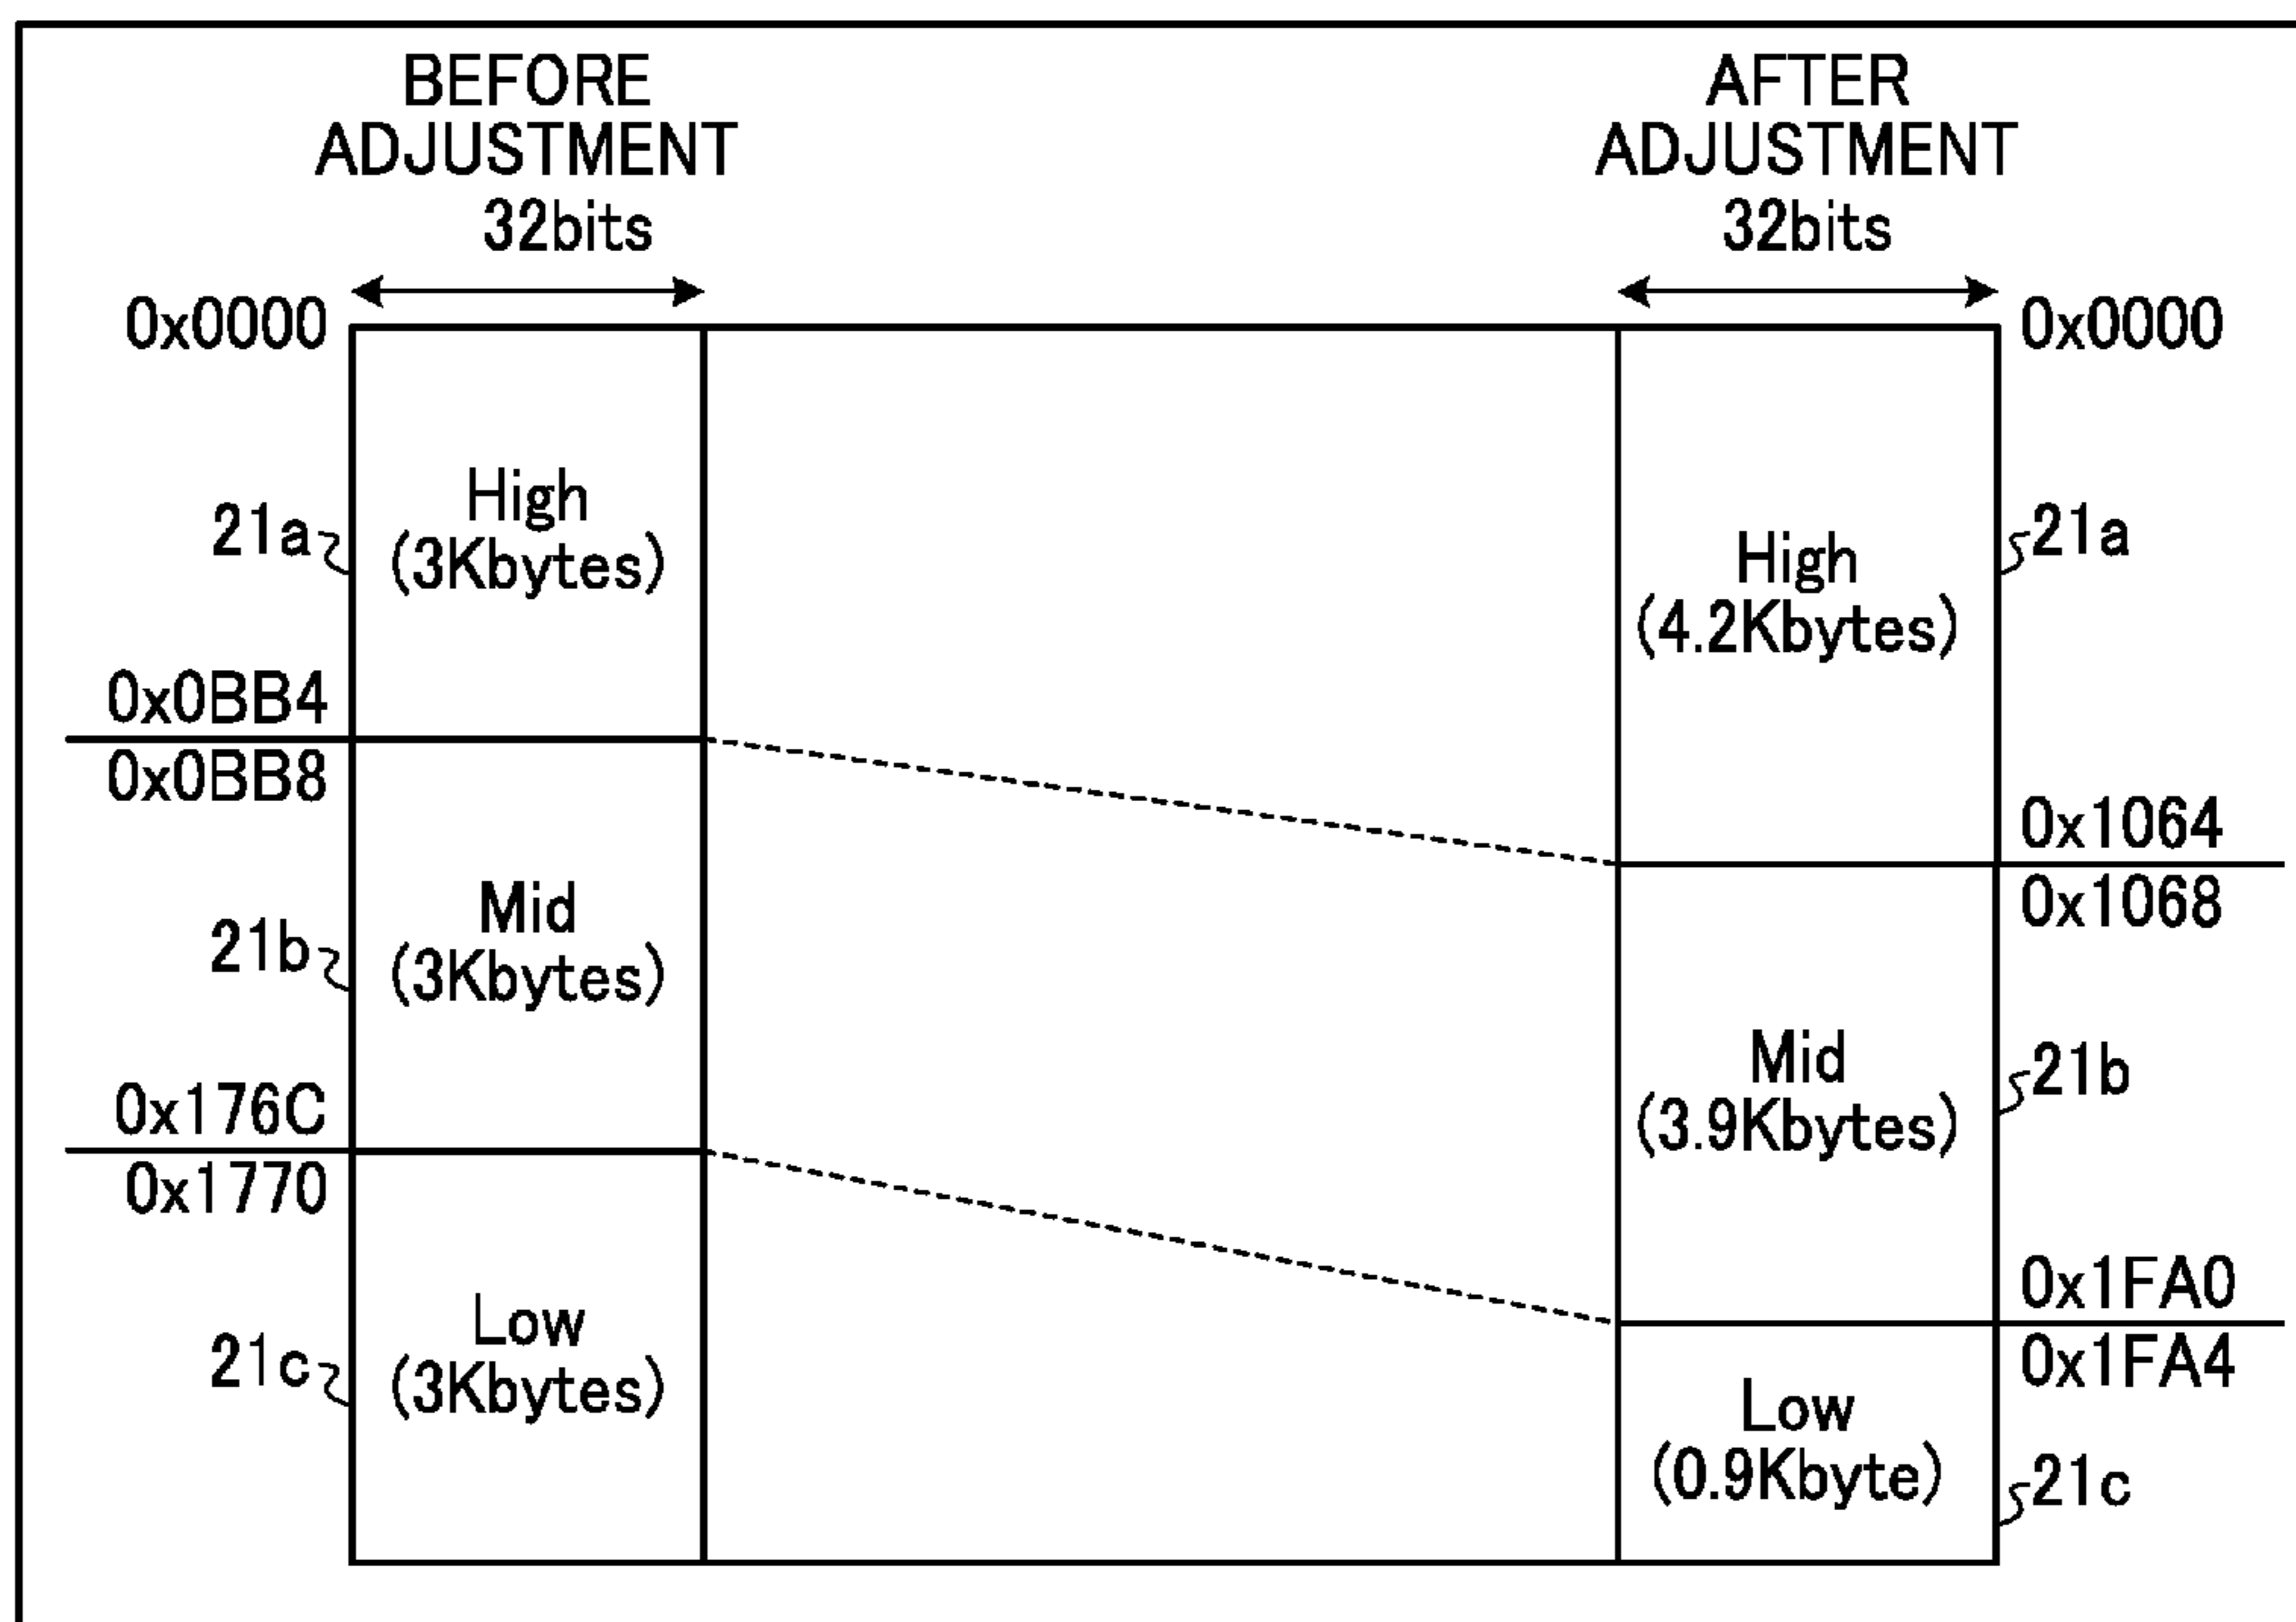 BEFORE
ADJUSTMENT
32bits
0x0000
High
(3Kbytes)
21a
0x0BB4
0x0BB8
Mid
(3Kbytes)
21b
0x176C
0x1770
Low
(3Kbytes)
21c
AFTER
ADJUSTMENT
32bits
0x0000
High
(4.2Kbytes)
21a
0x1064
0x1068
Mid
(3.9Kbytes)
21b
0x1FA0
0x1FA4
Low
(0.9Kbyte)
21c